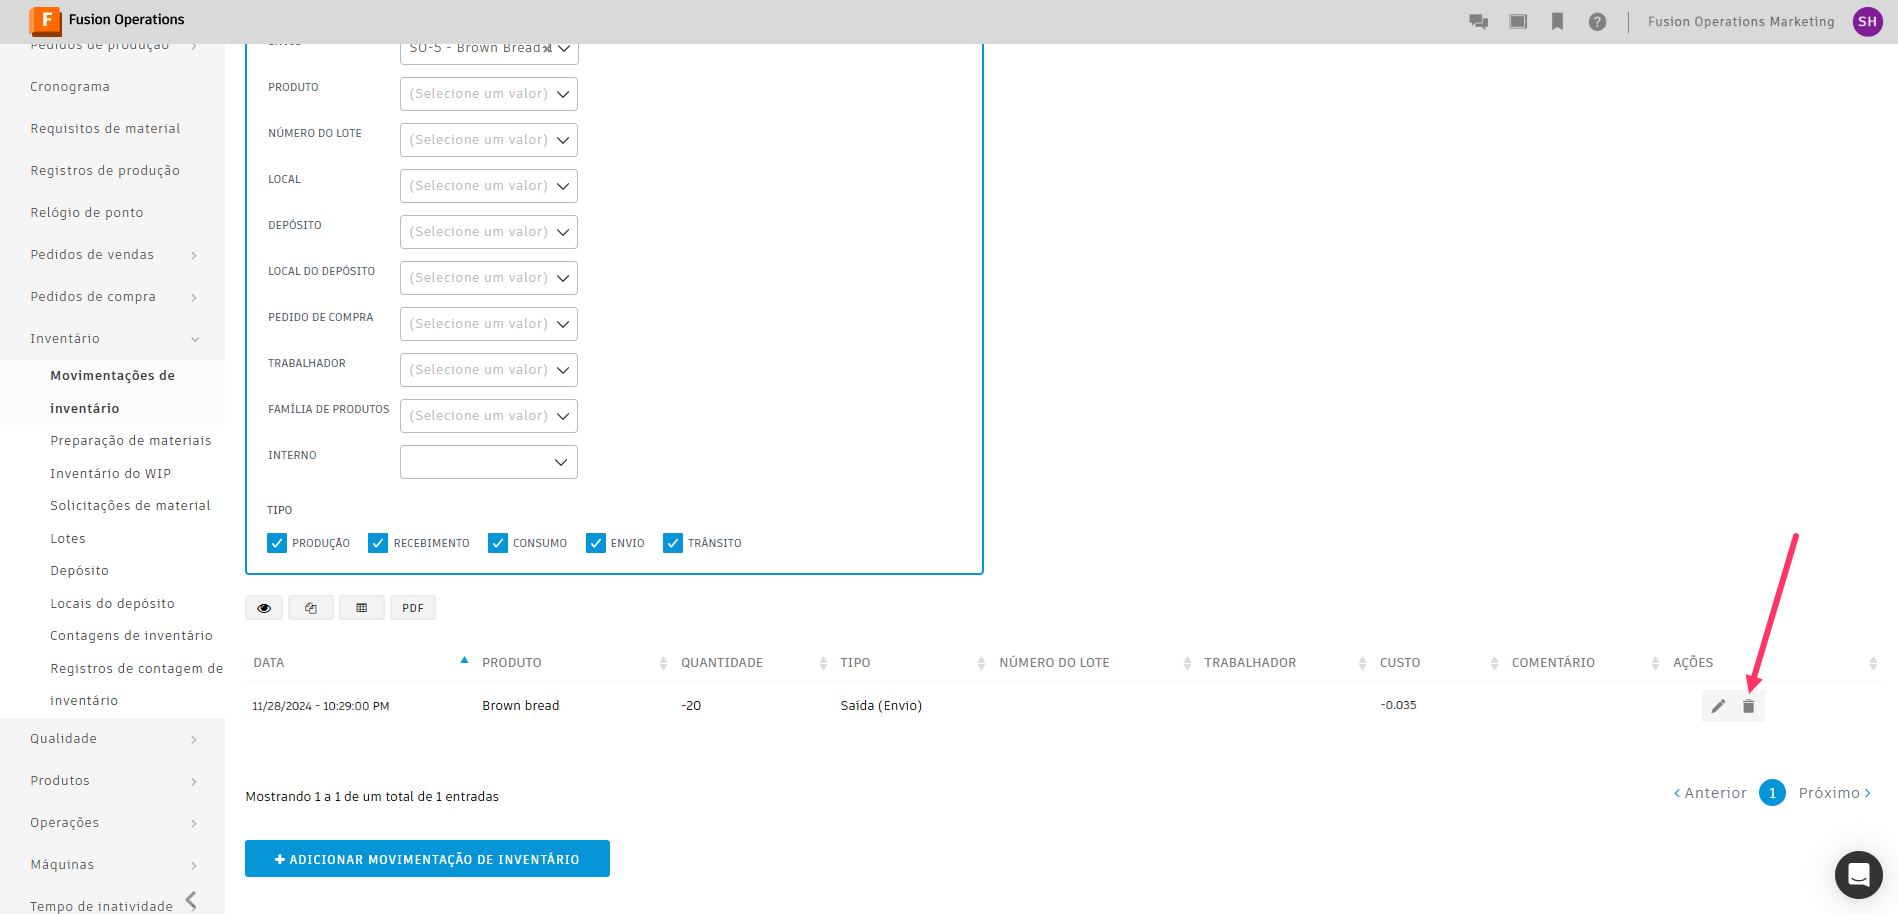 Fusion Operations
Fusion Operations Marketing
SH
Pedidos de produção
Cronograma
Requisitos de material
Registros de produção
Relógio de ponto
Pedidos de vendas
Pedidos de compra
Inventário
Movimentações de
inventário
Preparação de materiais
Inventário do WIP
Solicitações de material
Lotes
Depósito
Locais do depósito
Contagens de inventário
Registros de contagem de
inventário
Qualidade
Produtos
Operações
Máquinas
Tempo de inatividade
SO-5 - Brown Bread
PRODUTO
(Selecione um valor)
NÚMERO DO LOTE
(Selecione um valor)
LOCAL
(Selecione um valor)
DEPÓSITO
(Selecione um valor)
LOCAL DO DEPÓSITO
(Selecione um valor)
PEDIDO DE COMPRA
(Selecione um valor)
TRABALHADOR
(Selecione um valor)
FAMÍLIA DE PRODUTOS
(Selecione um valor)
INTERNO
TIPO
PRODUÇÃO RECEBIMENTO CONSUMO ENVIO TRÂNSITO
PDF
DATA PRODUTO QUANTIDADE TIPO NÚMERO DO LOTE TRABALHADOR CUSTO COMENTÁRIO AÇÕES
11/28/2024 - 10:29:00 PM Brown bread -20 Saída (Envio) -0.035
Mostrando 1 a 1 de um total de 1 entradas
Anterior 1 Próximo
ADICIONAR MOVIMENTAÇÃO DE INVENTÁRIO